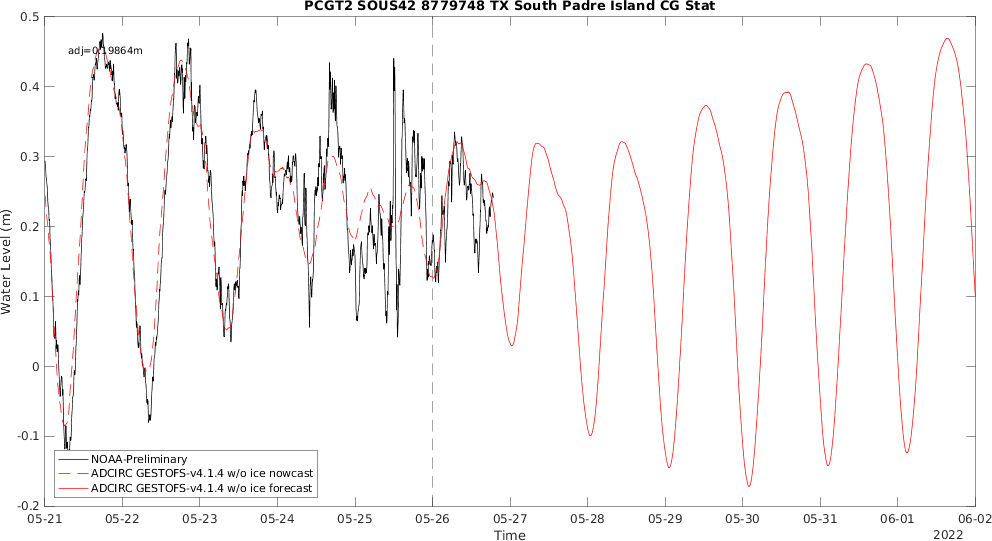 PCGT2 SOUS42 8779748 TX South Padre Island CG Stat
adj=0.19864m
Water Level (m)
0.5
0.4
0.3
0.2
0.1
0
-0.1
-0.2
NOAA-Preliminary
ADCIRC GESTOFS-v4.1.4 w/o ice nowcast
ADCIRC GESTOFS-v4.1.4 w/o ice forecast
05-21 05-22 05-23 05-24 05-25 05-26 05-27 05-28 05-29 05-30 05-31 06-01 06-02
Time
2022